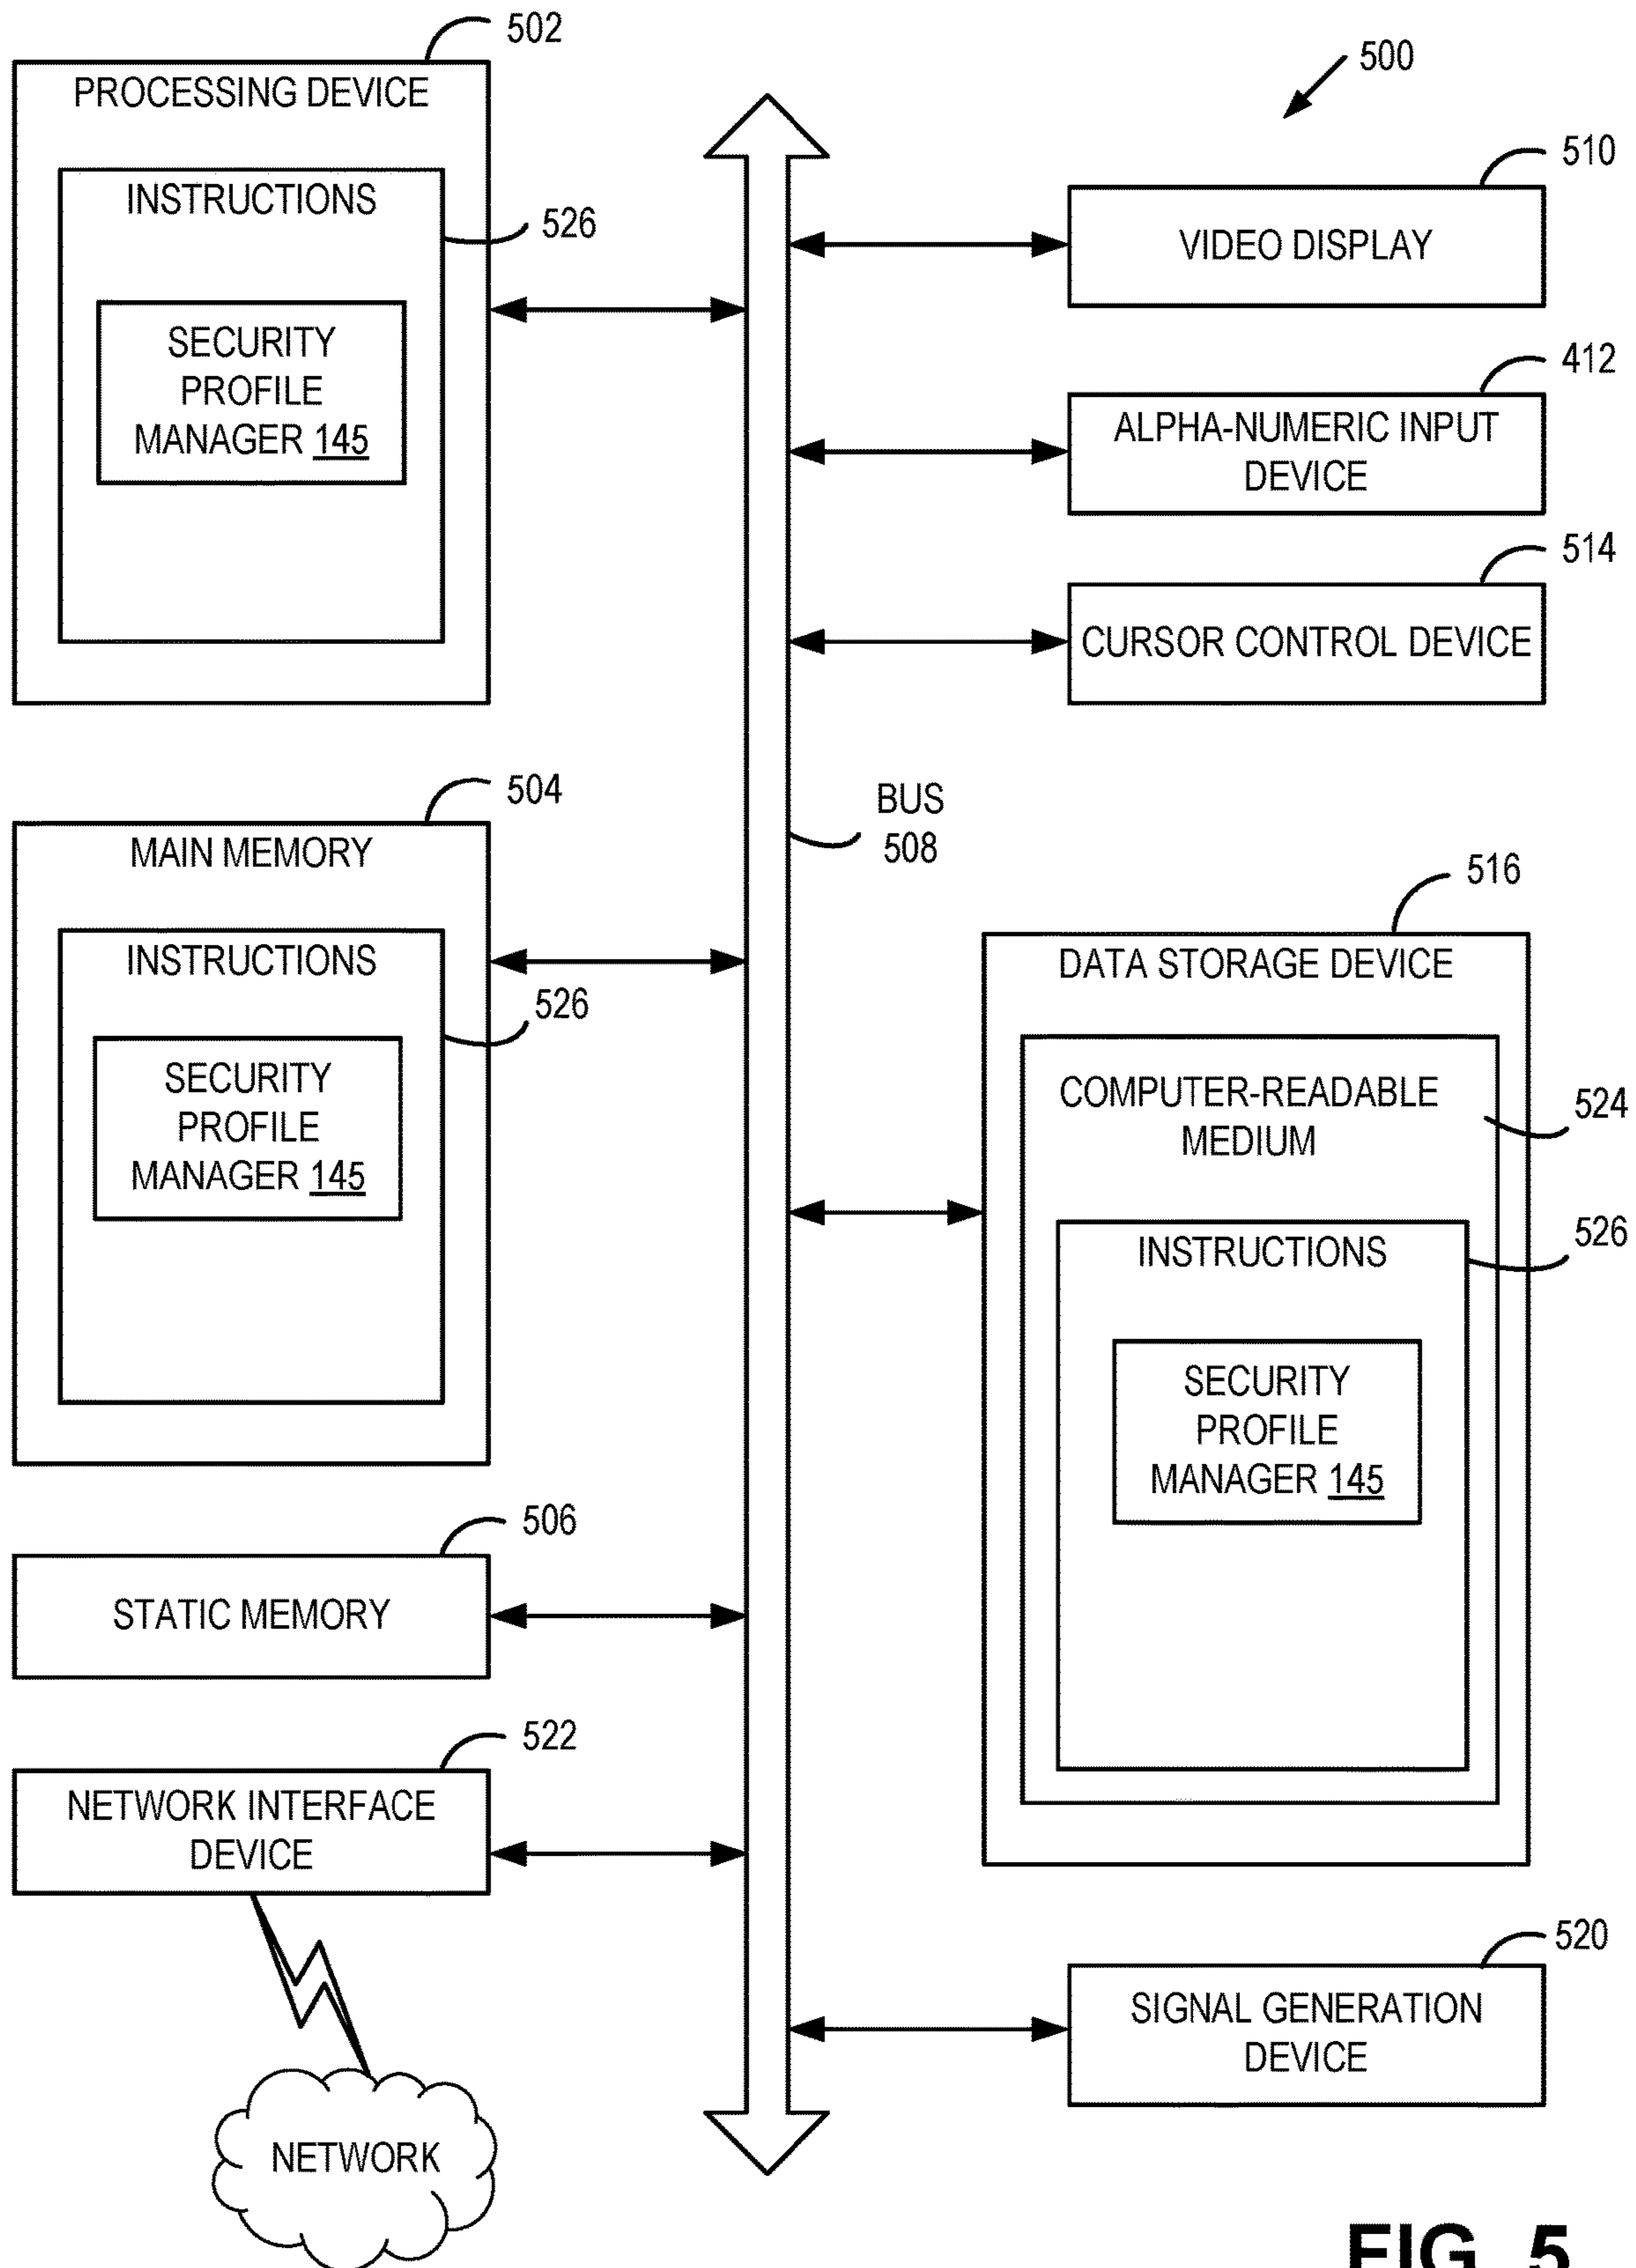 502
PROCESSING DEVICE
INSTRUCTIONS
526
SECURITY
PROFILE
MANAGER 145
504
MAIN MEMORY
INSTRUCTIONS
526
SECURITY
PROFILE
MANAGER 145
506
STATIC MEMORY
522
NETWORK INTERFACE
DEVICE
NETWORK
BUS
508
500
510
VIDEO DISPLAY
412
ALPHA-NUMERIC INPUT
DEVICE
514
CURSOR CONTROL DEVICE
516
DATA STORAGE DEVICE
COMPUTER-READABLE
MEDIUM
524
526
INSTRUCTIONS
SECURITY
PROFILE
MANAGER 145
520
SIGNAL GENERATION
DEVICE
FIG. 5